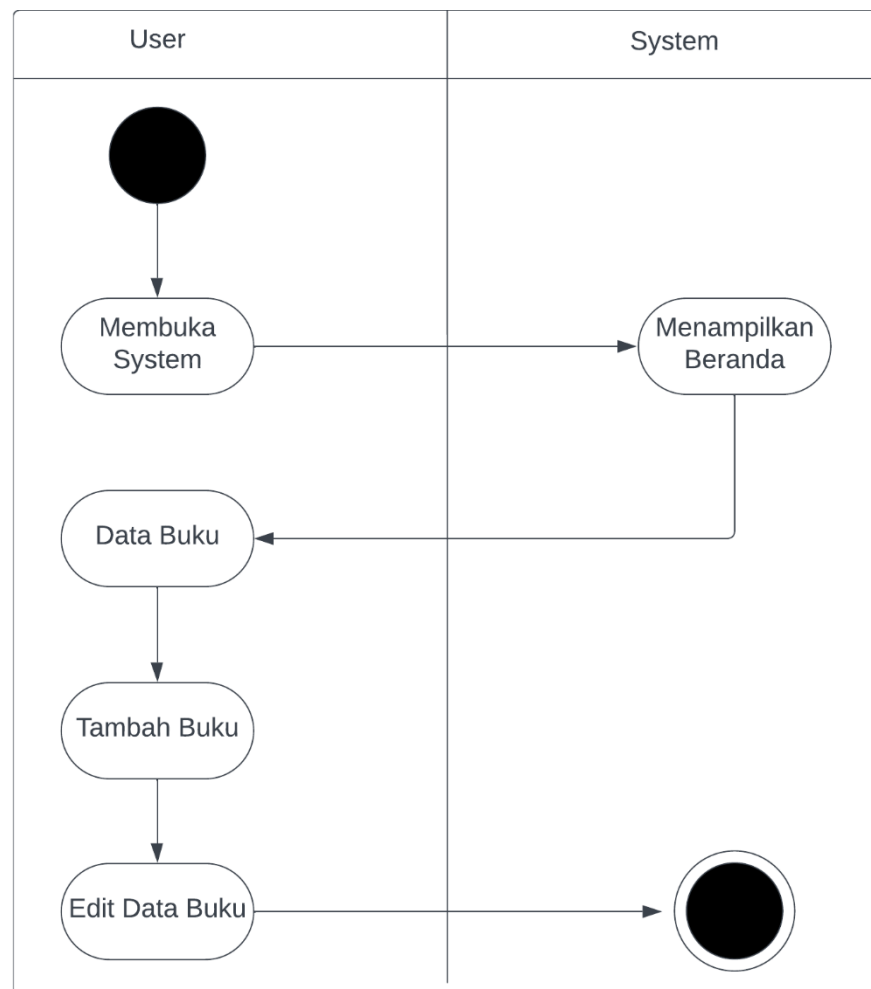 User
System
Membuka
System
Menampilkan
Beranda
Data Buku
Tambah Buku
Edit Data Buku